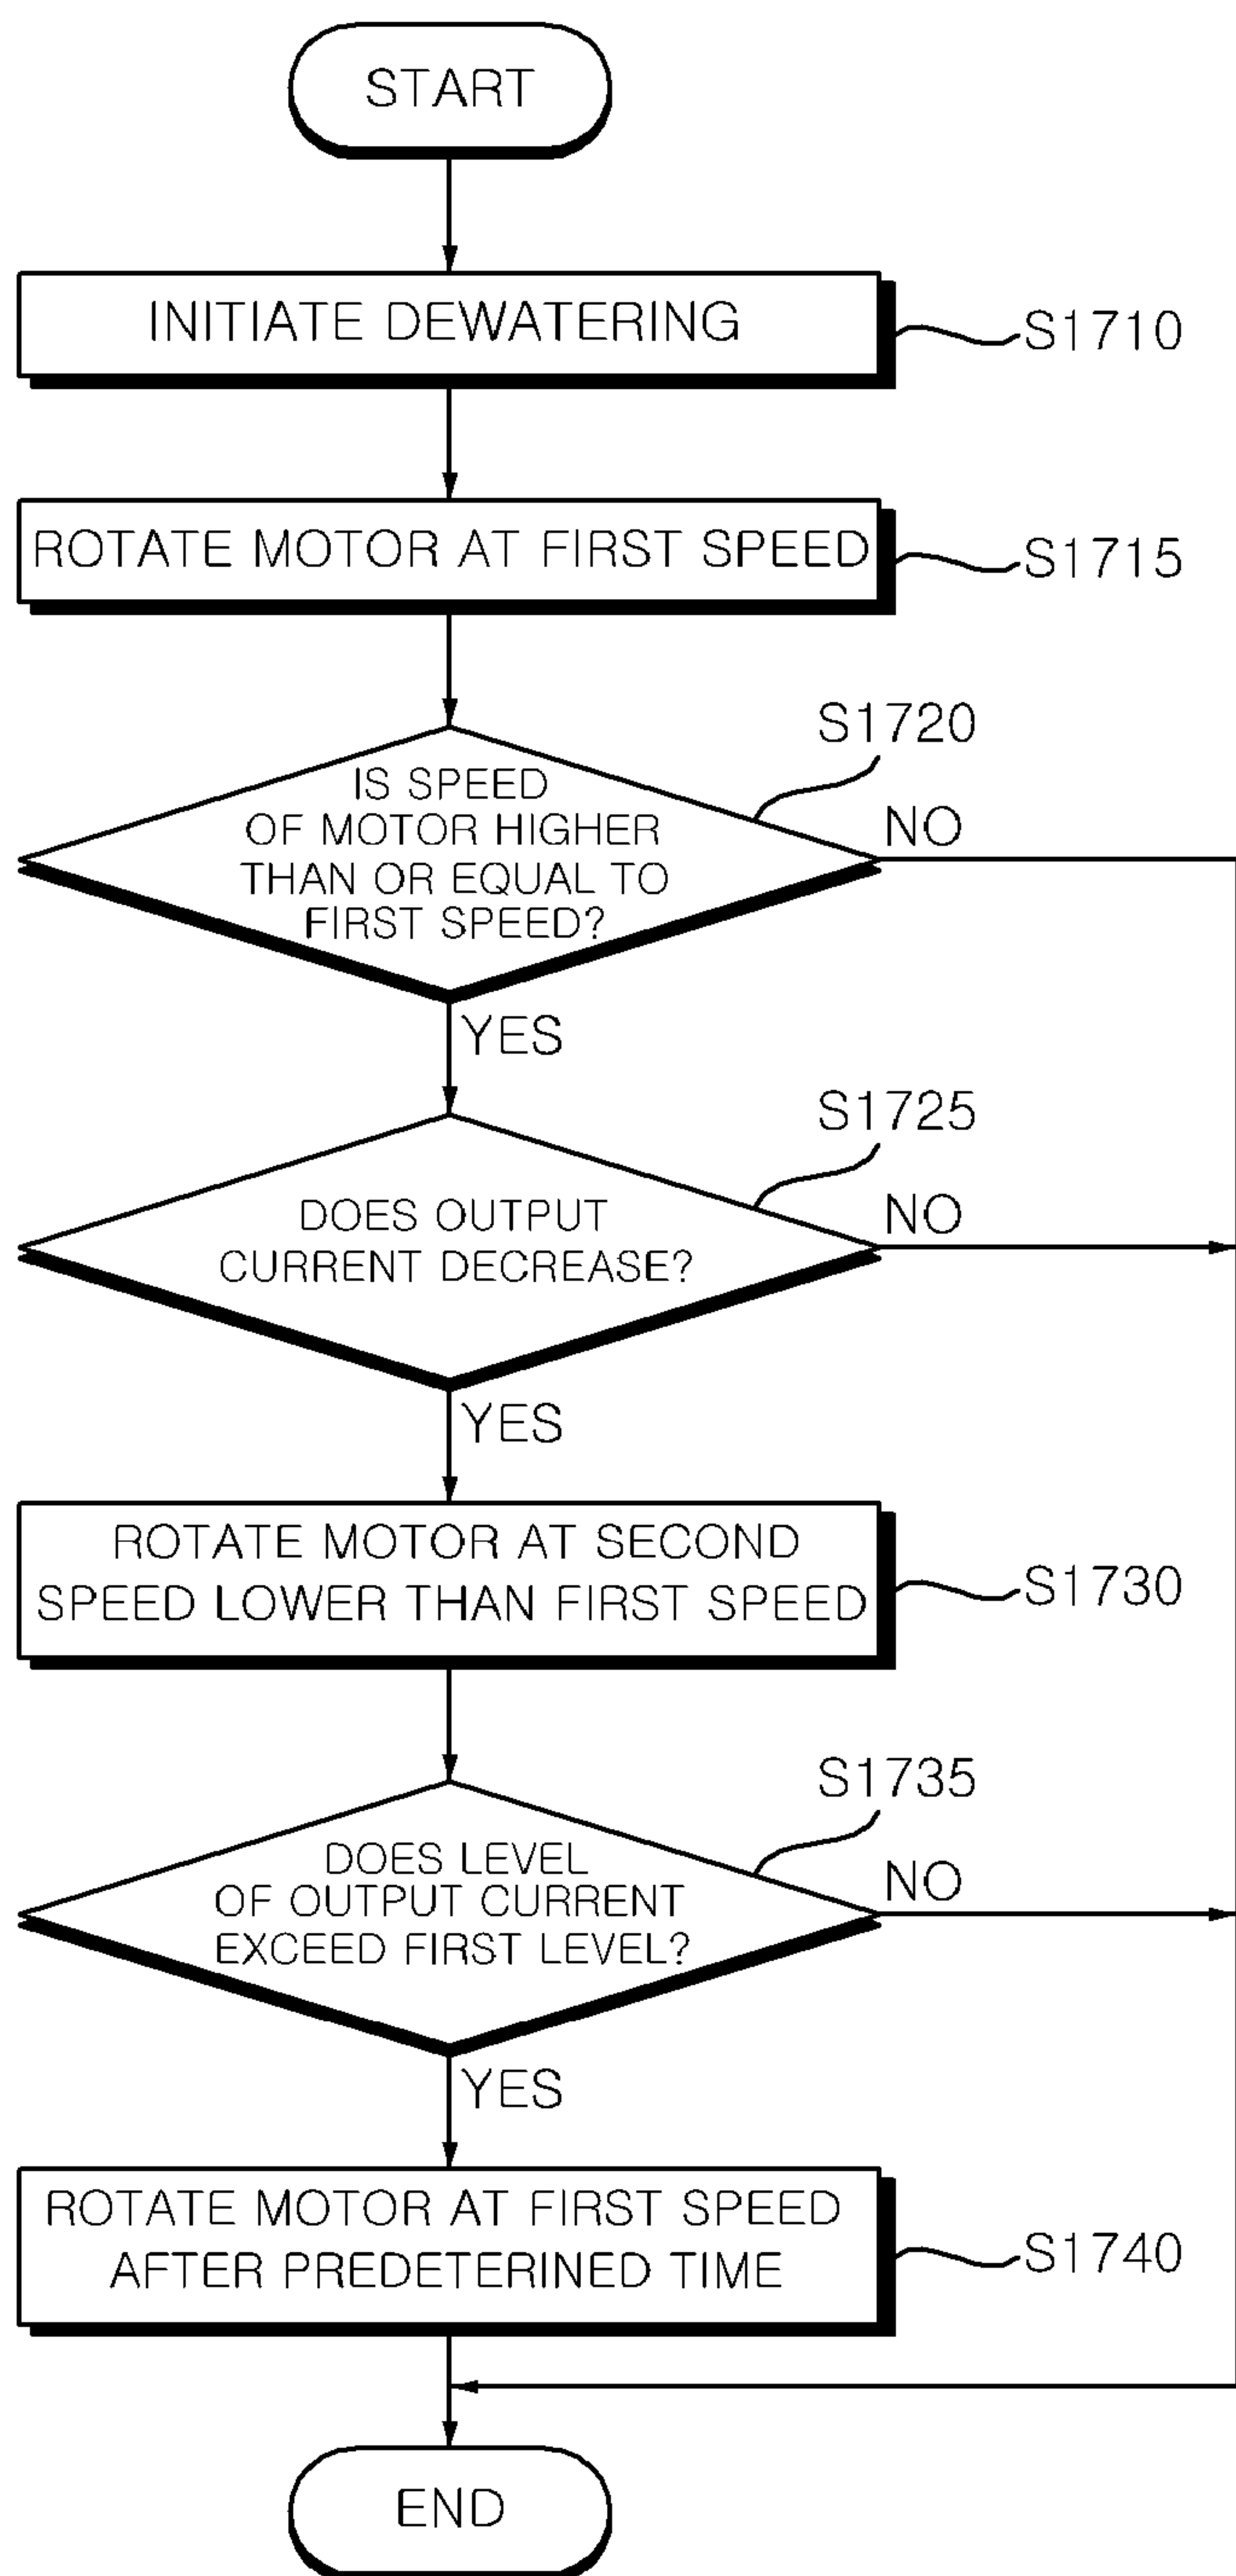 START
INITIATE DEWATERING
S1710
ROTATE MOTOR AT FIRST SPEED
S1715
S1720
IS SPEED
OF MOTOR HIGHER
THAN OR EQUAL TO
FIRST SPEED?
NO
YES
S1725
DOES OUTPUT
CURRENT DECREASE?
NO
YES
ROTATE MOTOR AT SECOND
SPEED LOWER THAN FIRST SPEED
S1730
S1735
DOES LEVEL
OF OUTPUT CURRENT
EXCEED FIRST LEVEL?
NO
YES
ROTATE MOTOR AT FIRST SPEED
AFTER PREDETERINED TIME
S1740
END